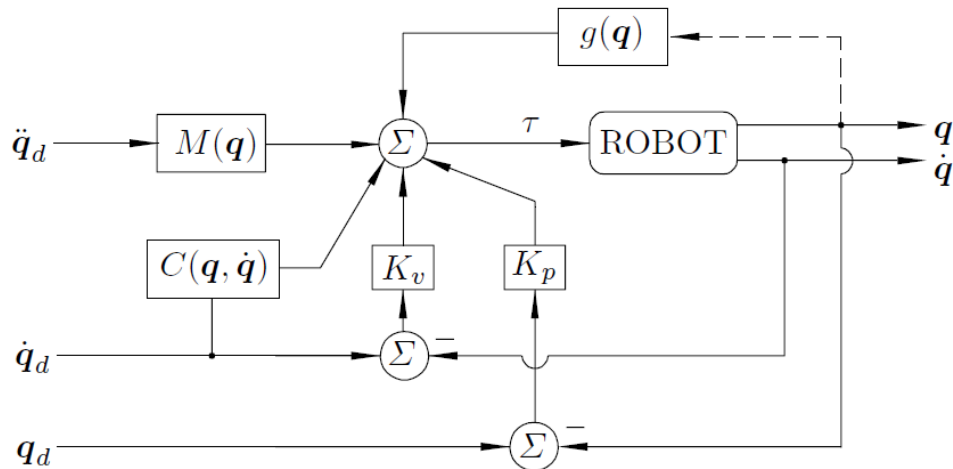 g(q)
τ
q̈_d M(q) Σ ROBOT q
q̇
C(q, q̇) K_v K_p
q̇_d Σ −
q_d Σ −